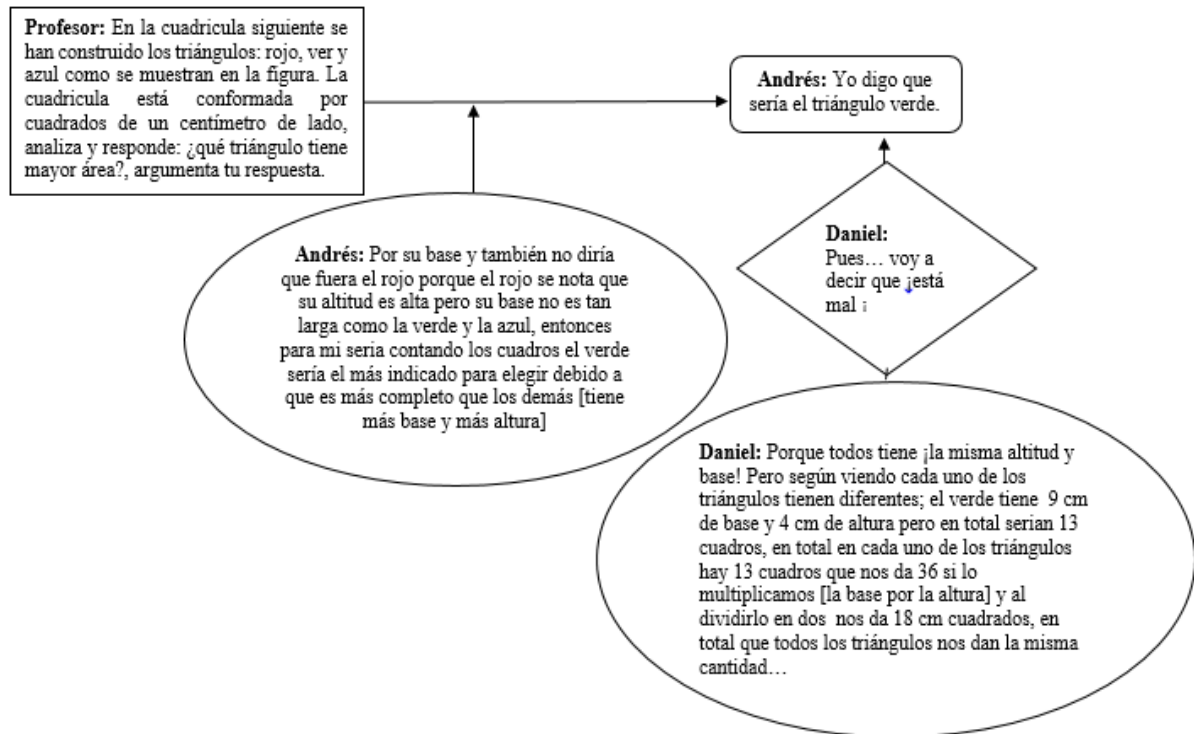 Profesor: En la cuadricula siguiente se
han construido los triángulos: rojo, ver y
azul como se muestran en la figura. La
cuadricula está conformada por
cuadrados de un centímetro de lado,
analiza y responde: ¿qué triángulo tiene
mayor área?, argumenta tu respuesta.
Andrés: Yo digo que
sería el triángulo verde.
Andrés: Por su base y también no diría
que fuera el rojo porque el rojo se nota que
su altitud es alta pero su base no es tan
larga como la verde y la azul, entonces
para mi seria contando los cuadros el verde
sería el más indicado para elegir debido a
que es más completo que los demás [tiene
más base y más altura]
Daniel:
Pues… voy a
decir que ¡está
mal ¡
Daniel: Porque todos tiene ¡la misma altitud y
base! Pero según viendo cada uno de los
triángulos tienen diferentes; el verde tiene 9 cm
de base y 4 cm de altura pero en total serian 13
cuadros, en total en cada uno de los triángulos
hay 13 cuadros que nos da 36 si lo
multiplicamos [la base por la altura] y al
dividirlo en dos nos da 18 cm cuadrados, en
total que todos los triángulos nos dan la misma
cantidad…